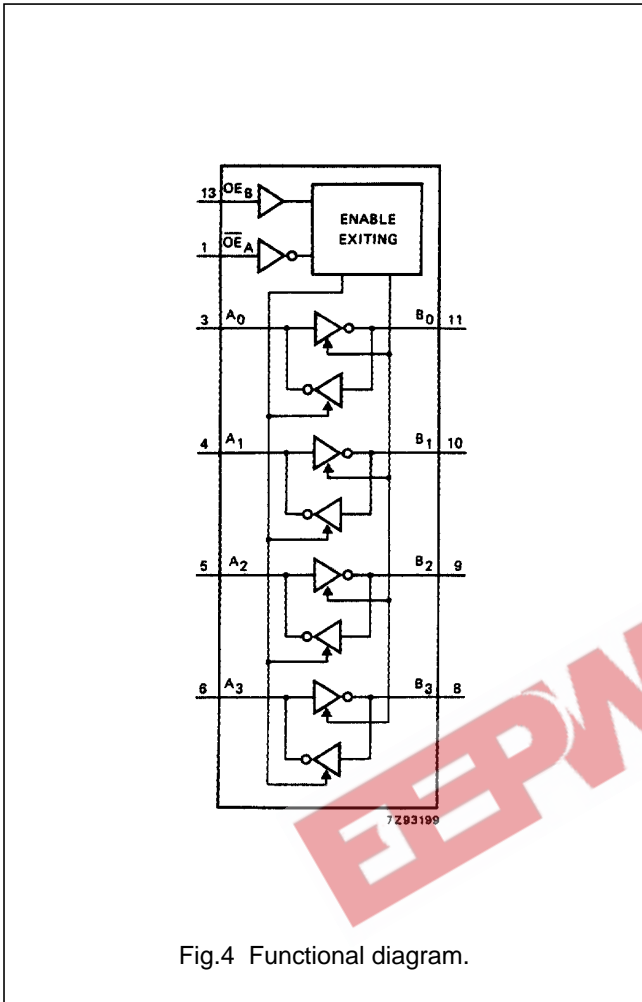 13 OEB
ENABLE
EXITING
1 O̅E̅A
3 A0 B0 11
4 A1 B1 10
5 A2 B2 9
6 A3 B3 8
7Z93199
EEPW
Fig.4 Functional diagram.